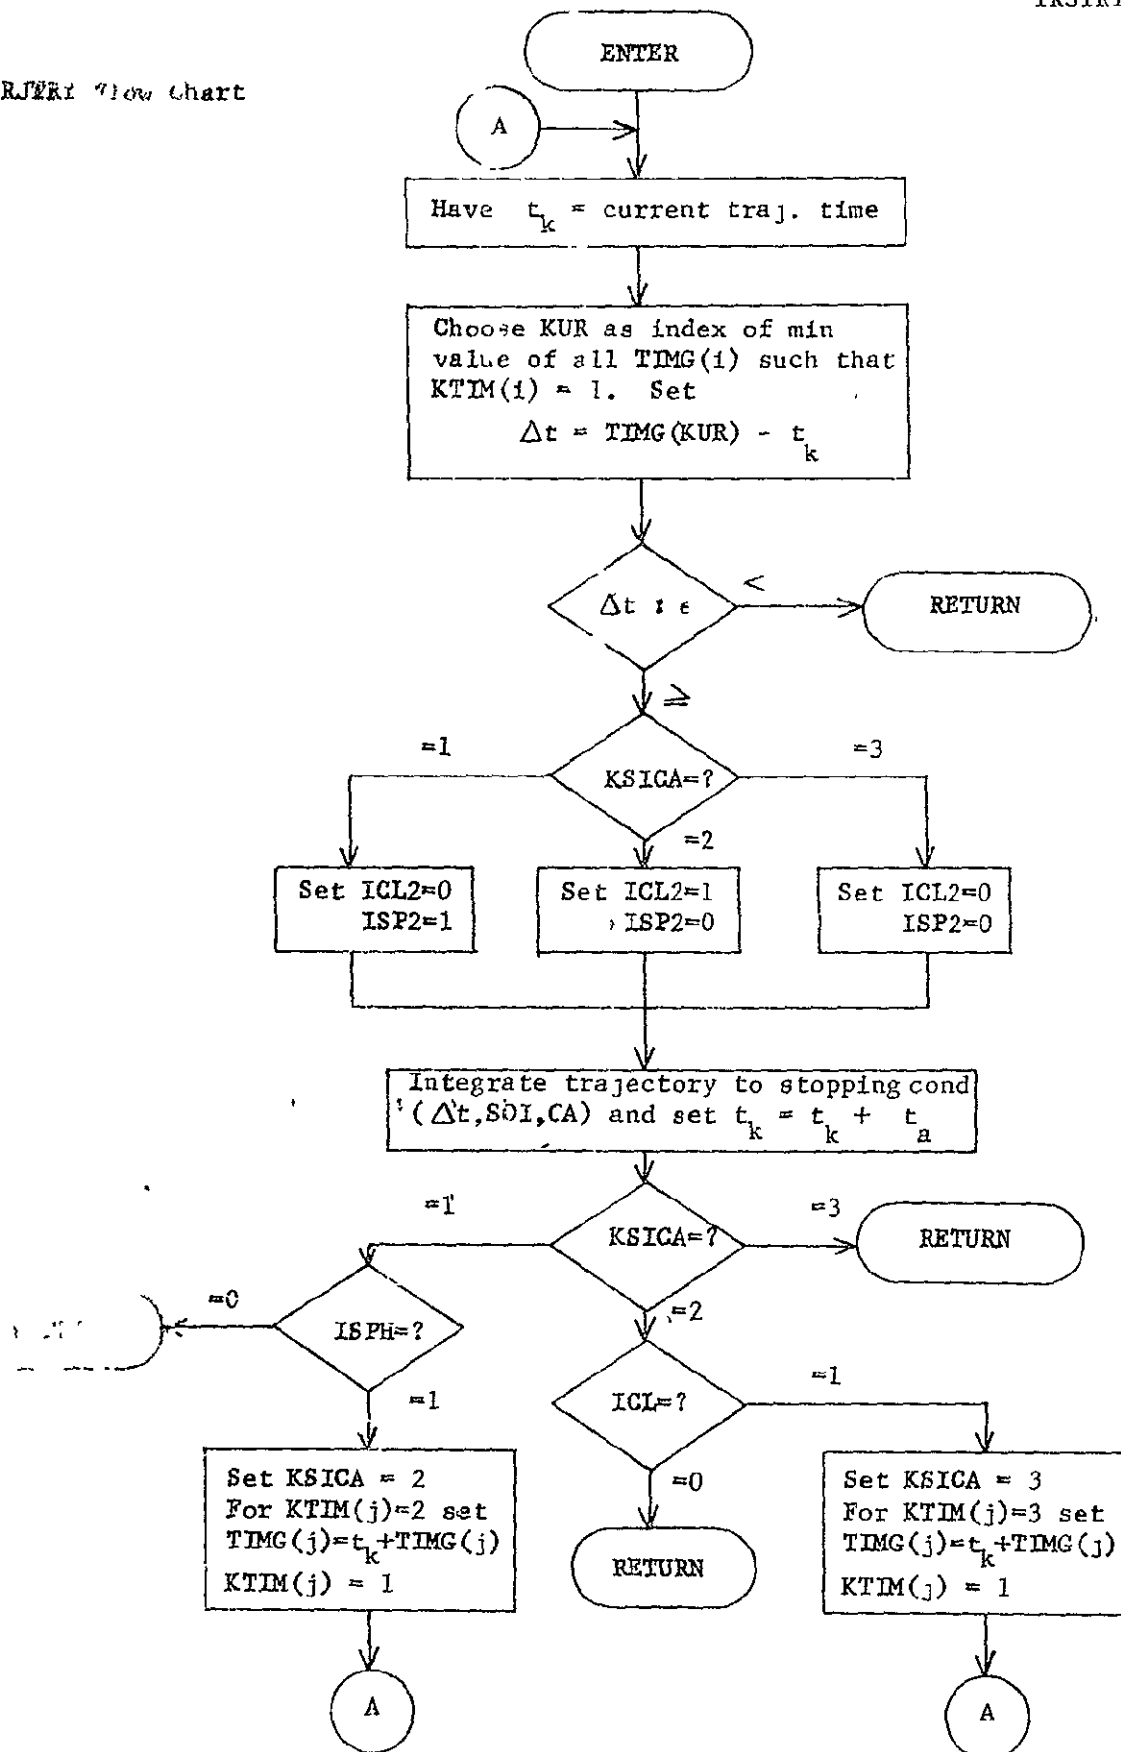 ENTER
Flow Chart
A
Have t_k = current traj. time
Choose KUR as index of min
value of all TIMG(i) such that
KTIM(i) = 1. Set
Δt = TIMG(KUR) - t_k
Δt : ε
<
RETURN
≥
KSICA=?
=1
=3
=2
Set ICL2=0
ISP2=1
Set ICL2=1
ISP2=0
Set ICL2=0
ISP2=0
Integrate trajectory to stopping cond
(Δt,SOI,CA) and set t_k = t_k + t_a
KSICA=?
=1
=3
RETURN
=2
ISPH=?
=0
=1
ICL=?
=1
=0
Set KSICA = 2
For KTIM(j)=2 set
TIMG(j)=t_k+TIMG(j)
KTIM(j) = 1
RETURN
Set KSICA = 3
For KTIM(j)=3 set
TIMG(j)=t_k+TIMG(j)
KTIM(j) = 1
A
A